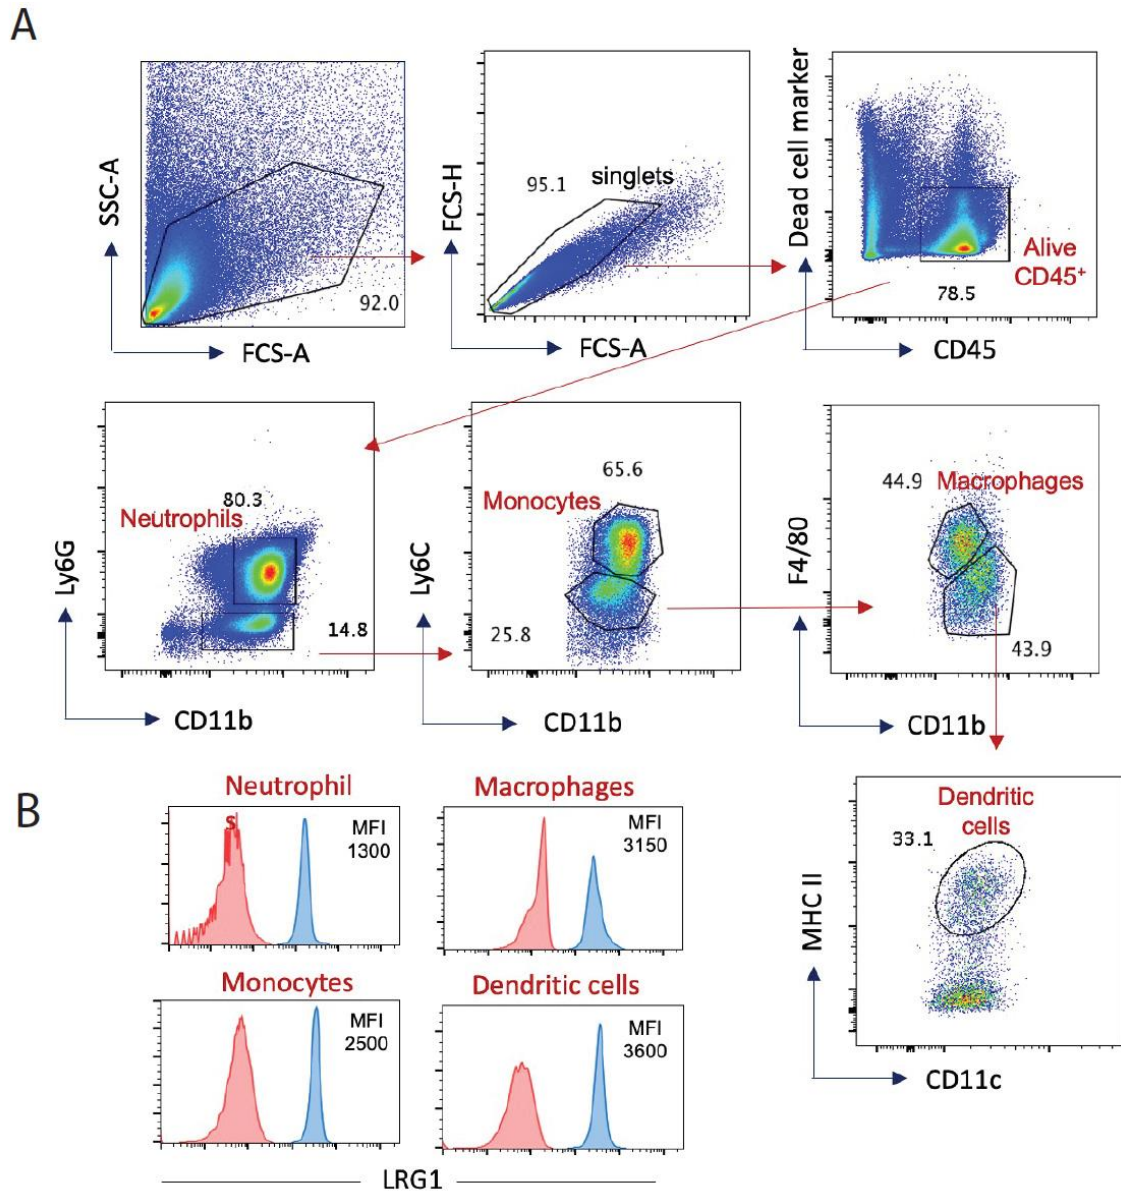 A
SSC-A
92.0
FCS-A
FCS-H
95.1
singlets
FCS-A
Dead cell marker
Alive
CD45+
78.5
CD45
Ly6G
80.3
Neutrophils
14.8
CD11b
Ly6C
65.6
Monocytes
25.8
CD11b
F4/80
44.9
Macrophages
43.9
CD11b
MHC II
Dendritic
cells
33.1
CD11c
B
Neutrophil
s
MFI
1300
Macrophages
MFI
3150
Monocytes
MFI
2500
Dendritic cells
MFI
3600
LRG1